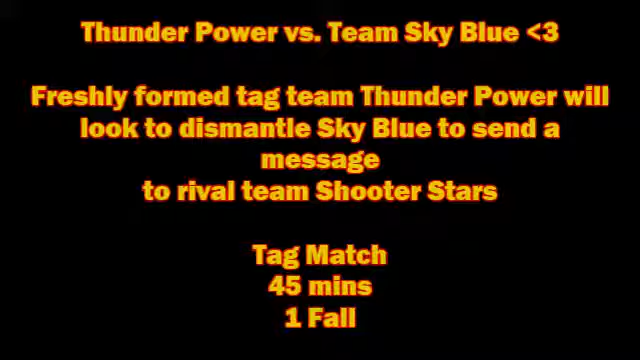 Thunder Power vs. Team Sky Blue <3
Freshly formed tag team Thunder Power will
look to dismantle Sky Blue to send a
message
to rival team Shooter Stars
Tag Match
45 mins
1 Fall